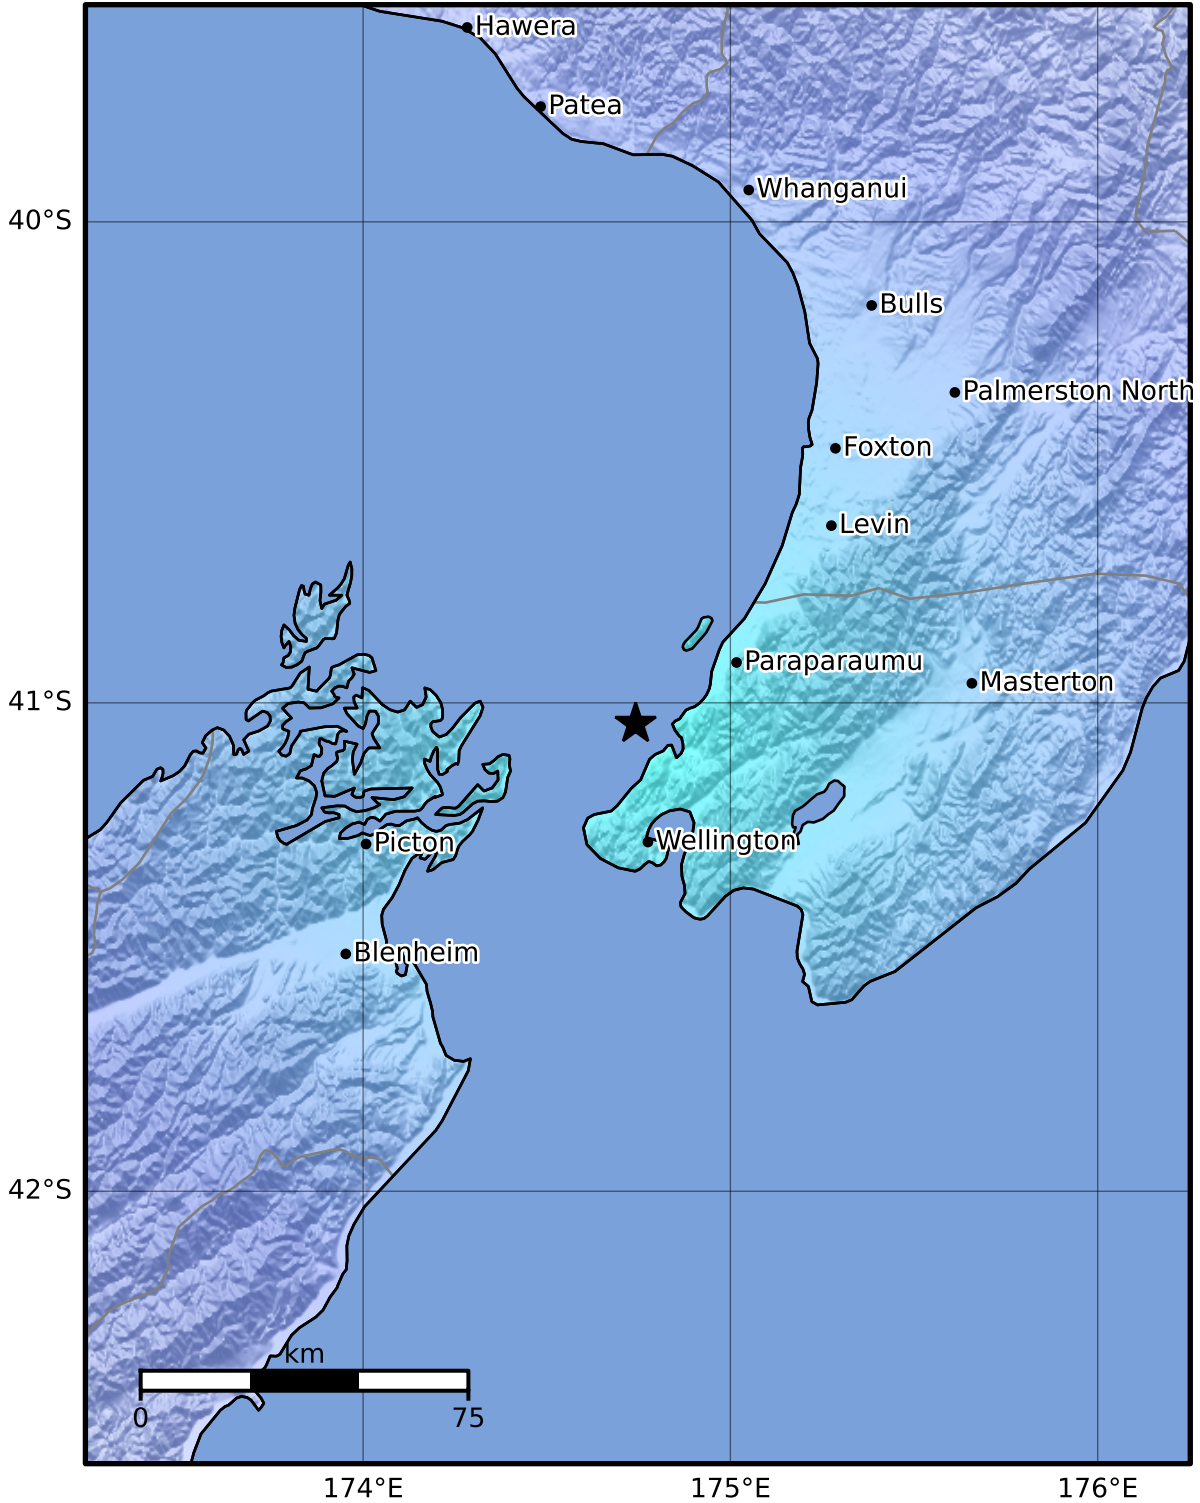 Hawera
Patea
Whanganui
40°S
Bulls
Palmerston North
Foxton
Levin
Paraparaumu
Masterton
41°S
Picton
Wellington
Blenheim
42°S
km
0 75
174°E 175°E 176°E